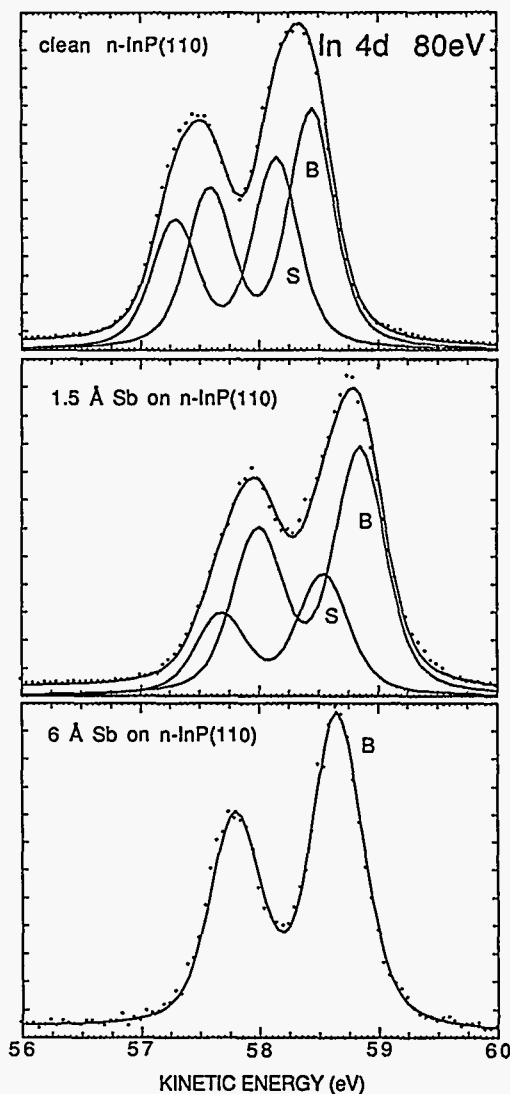 clean n-InP(110)
In 4d 80eV
B
S
1.5 Å Sb on n-InP(110)
B
S
6 Å Sb on n-InP(110)
B
56 57 58 59 60
KINETIC ENERGY (eV)